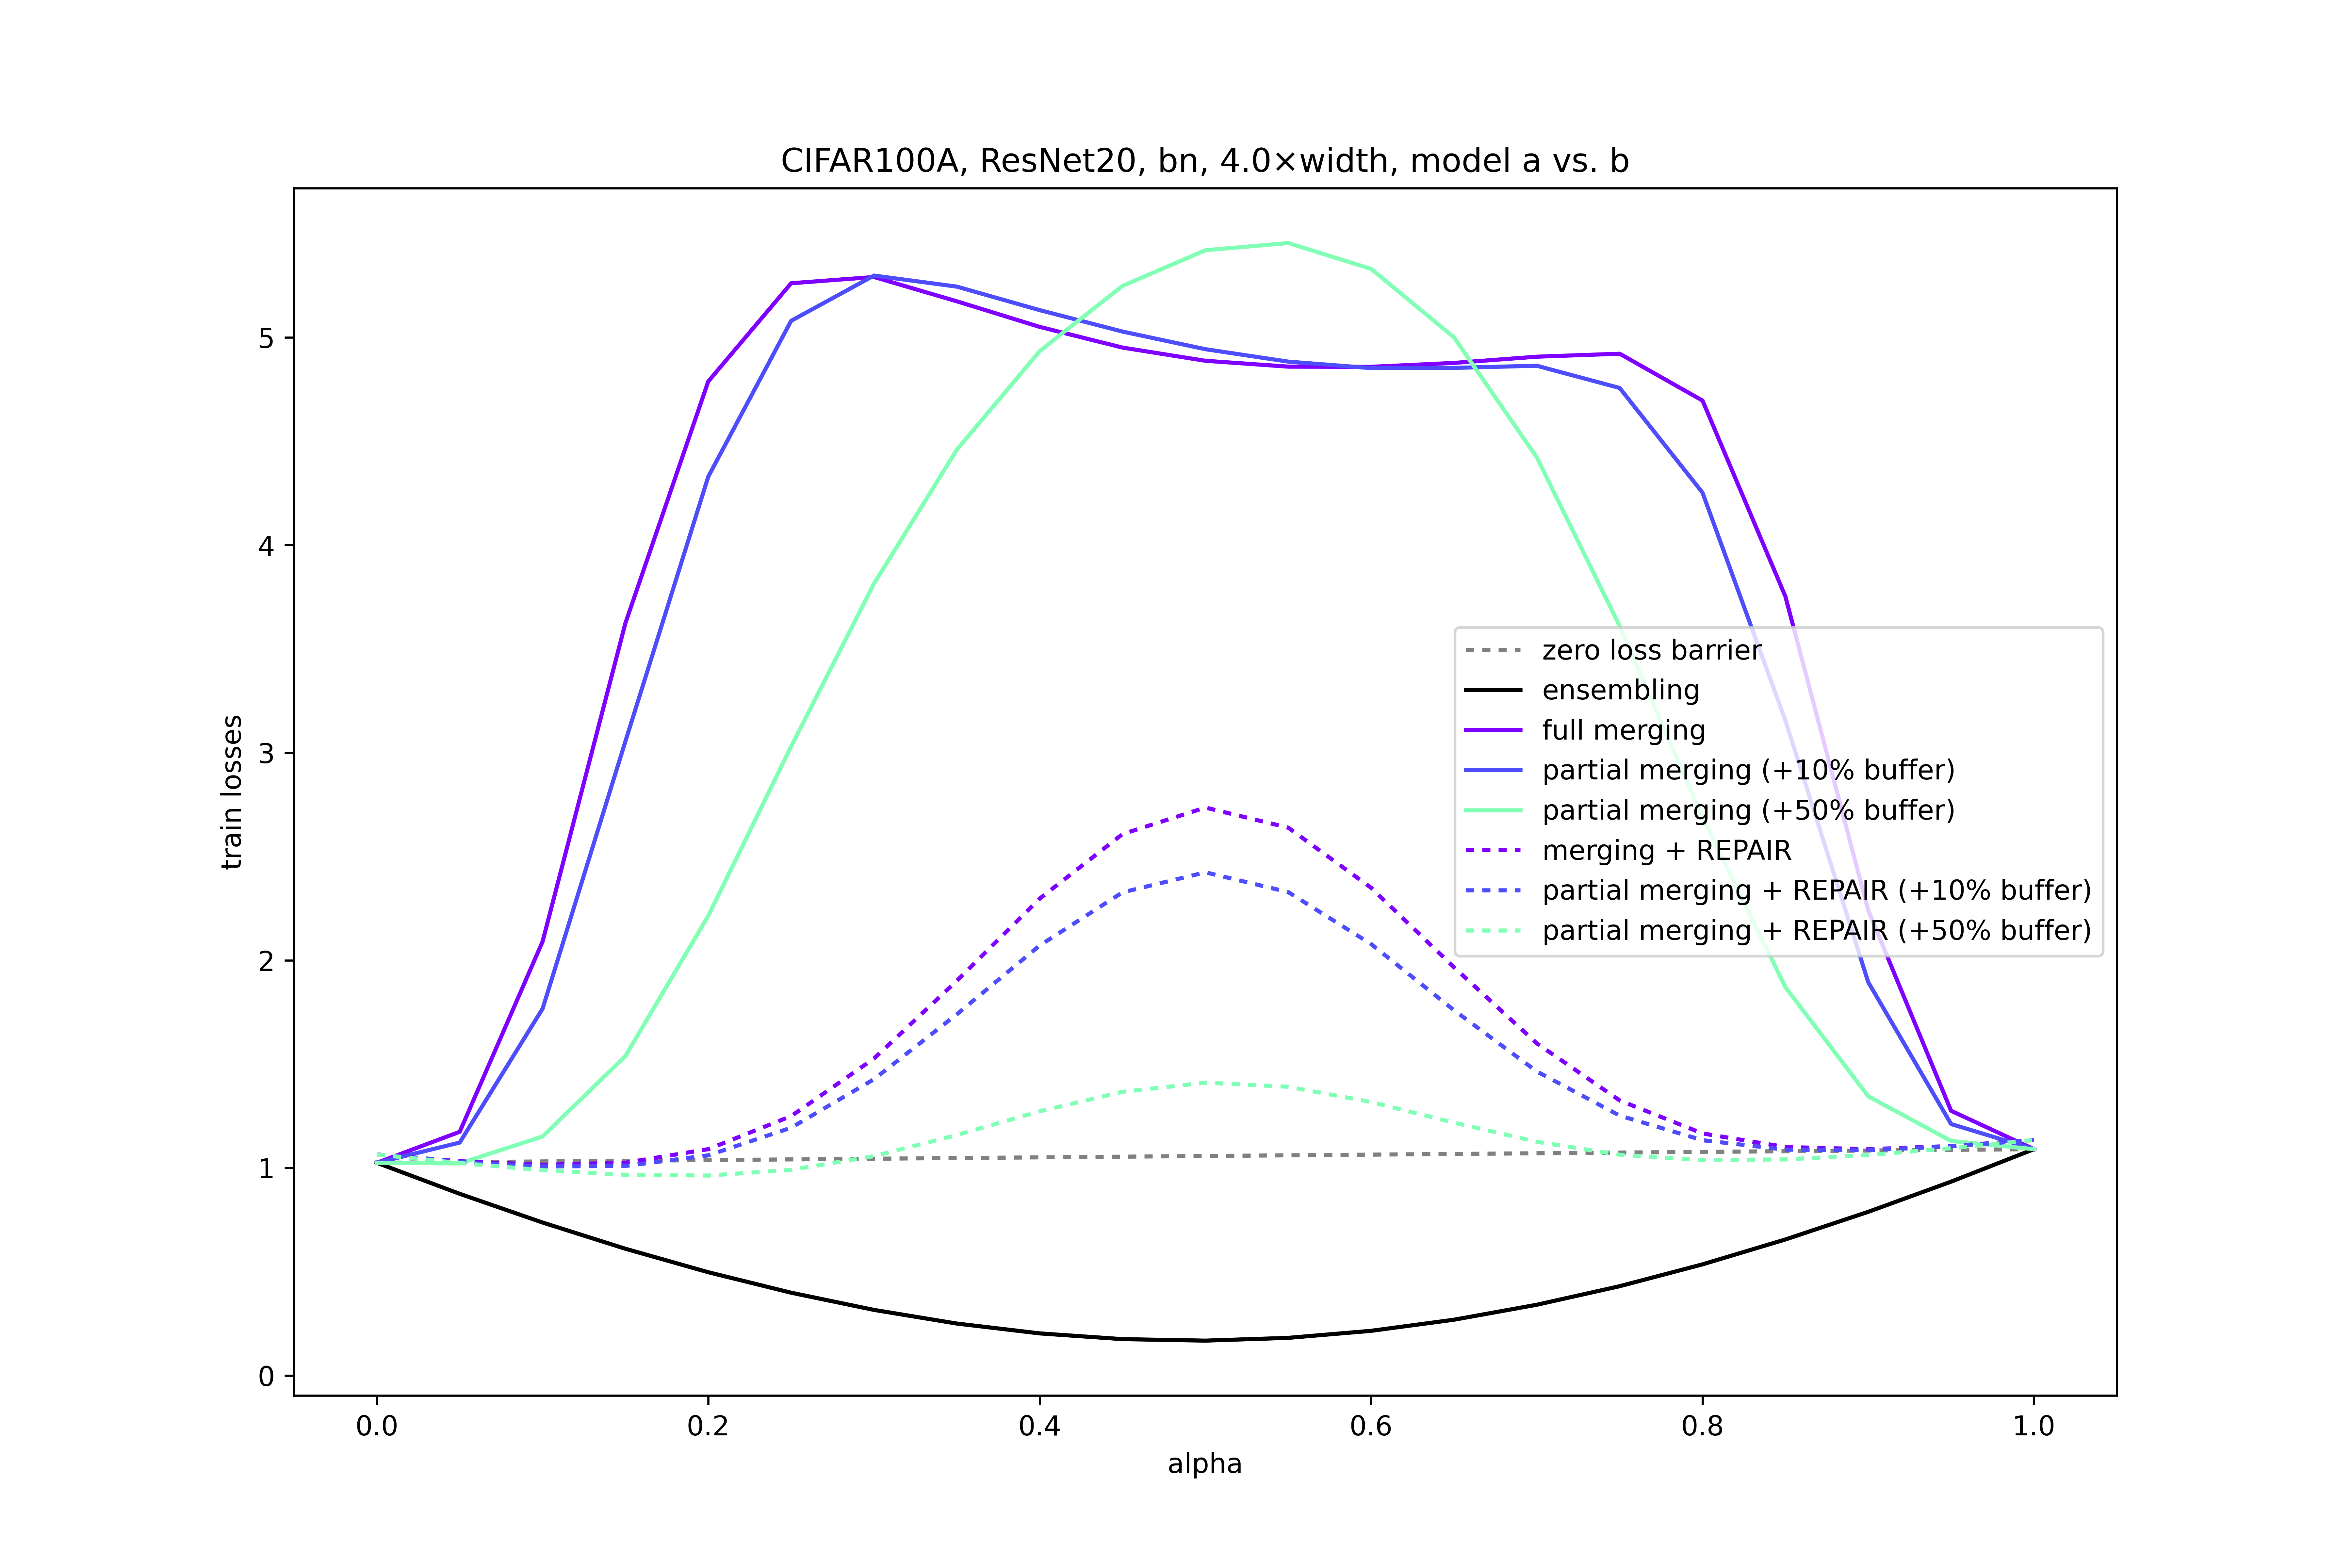 CIFAR100A, ResNet20, bn, 4.0×width, model a vs. b
train losses
5
4
3
2
1
0
zero loss barrier
ensembling
full merging
partial merging (+10% buffer)
partial merging (+50% buffer)
merging + REPAIR
partial merging + REPAIR (+10% buffer)
partial merging + REPAIR (+50% buffer)
0.0 0.2 0.4 0.6 0.8 1.0
alpha